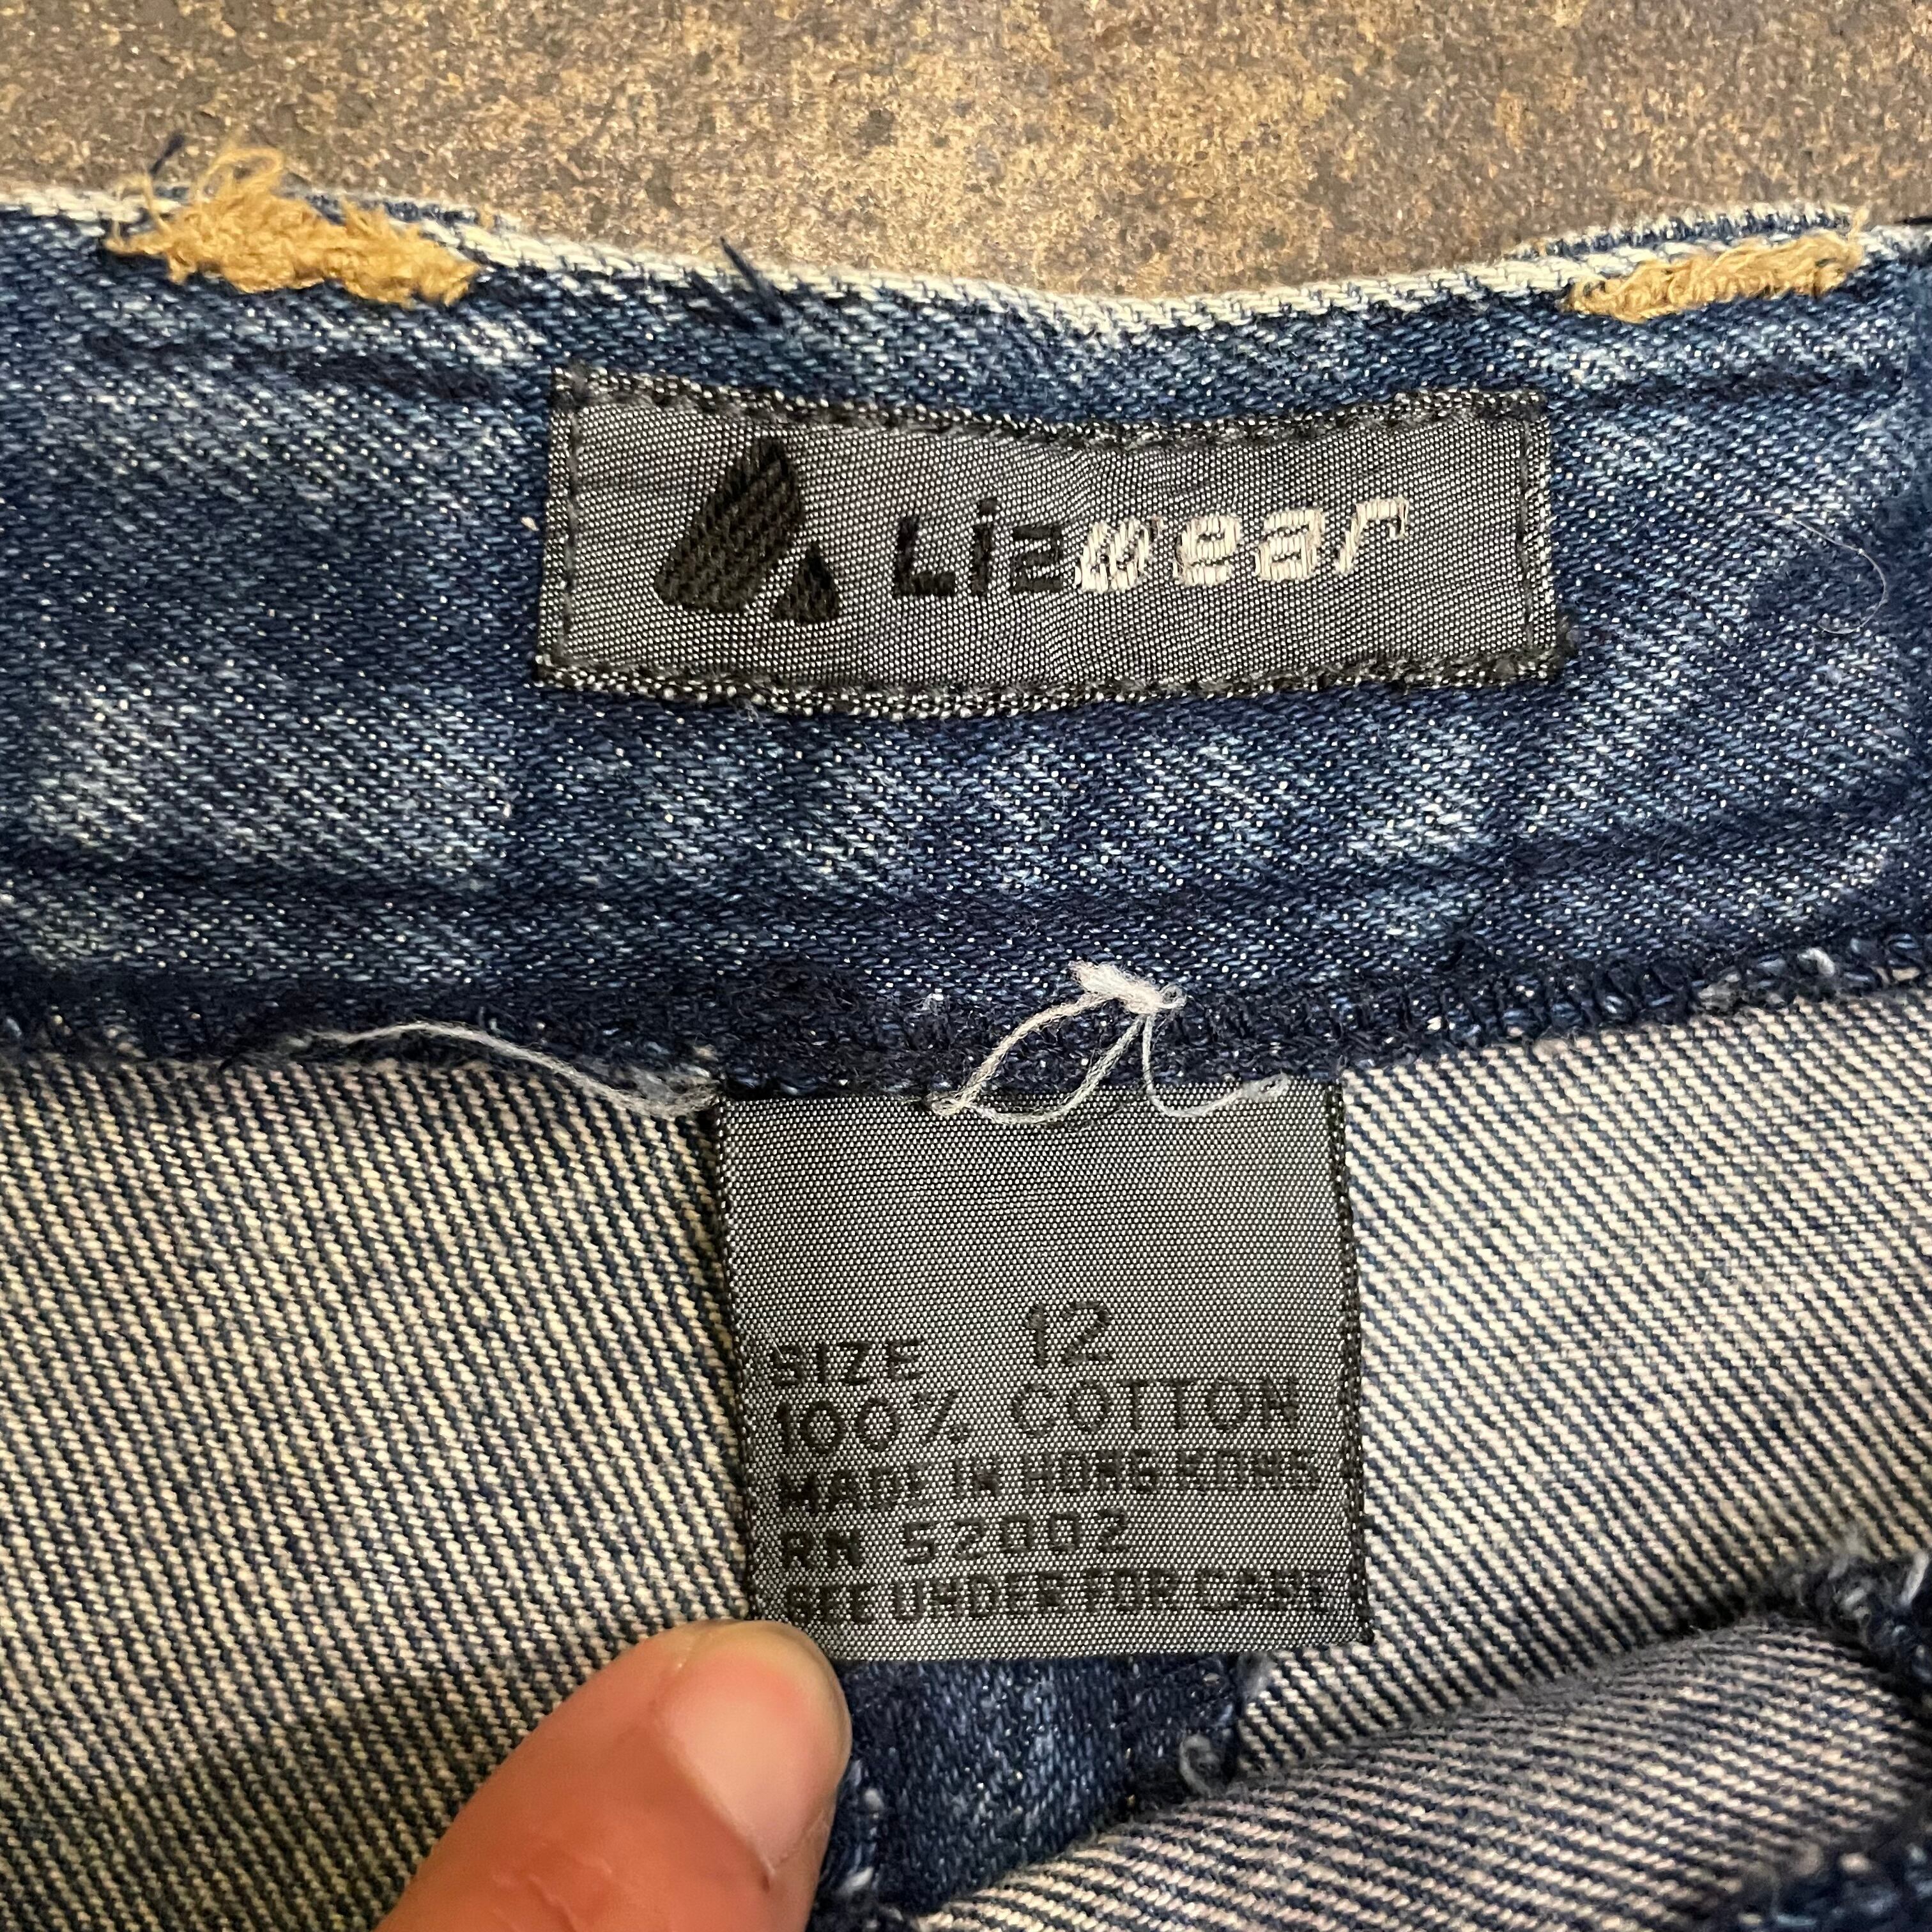 Lizwear
SIZE 12
100% COTTON
MADE IN HONG KONG
RN 52002
SEE UNDER FOR CARE